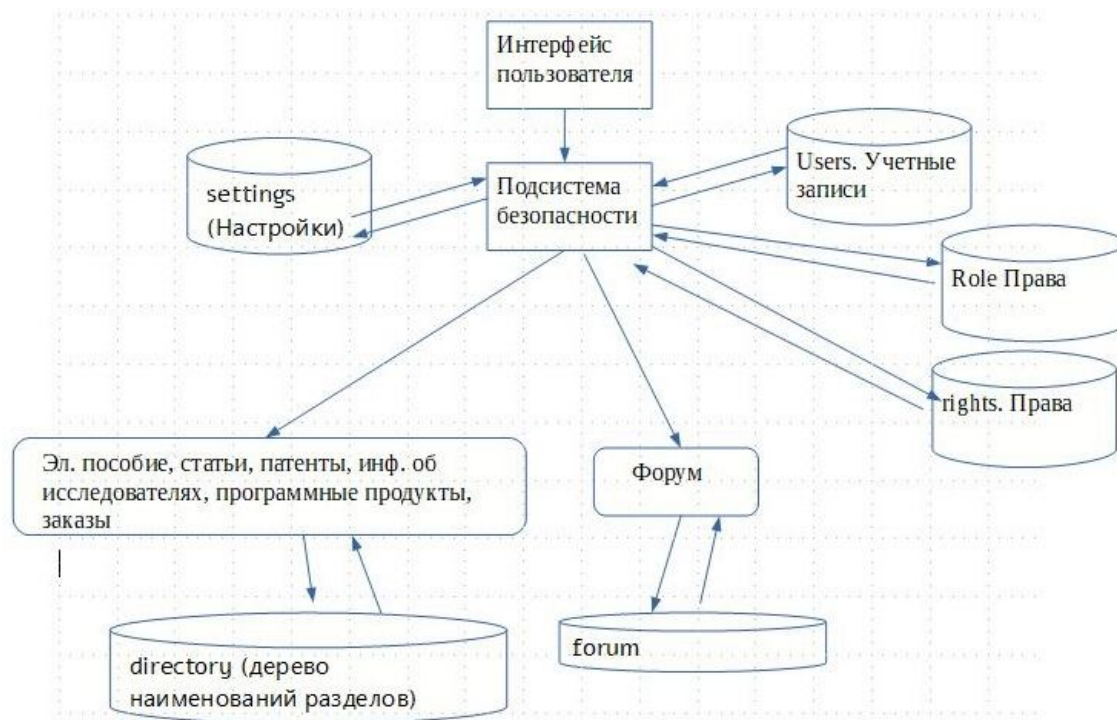 Интерфейс
пользователя
Users. Учетные
записи
settings
(Настройки)
Подсистема
безопасности
Role Права
rights. Права
Эл. пособие, статьи, патенты, инф. об
исследователях, программные продукты,
заказы
Форум
directory (дерево
наименований разделов)
forum